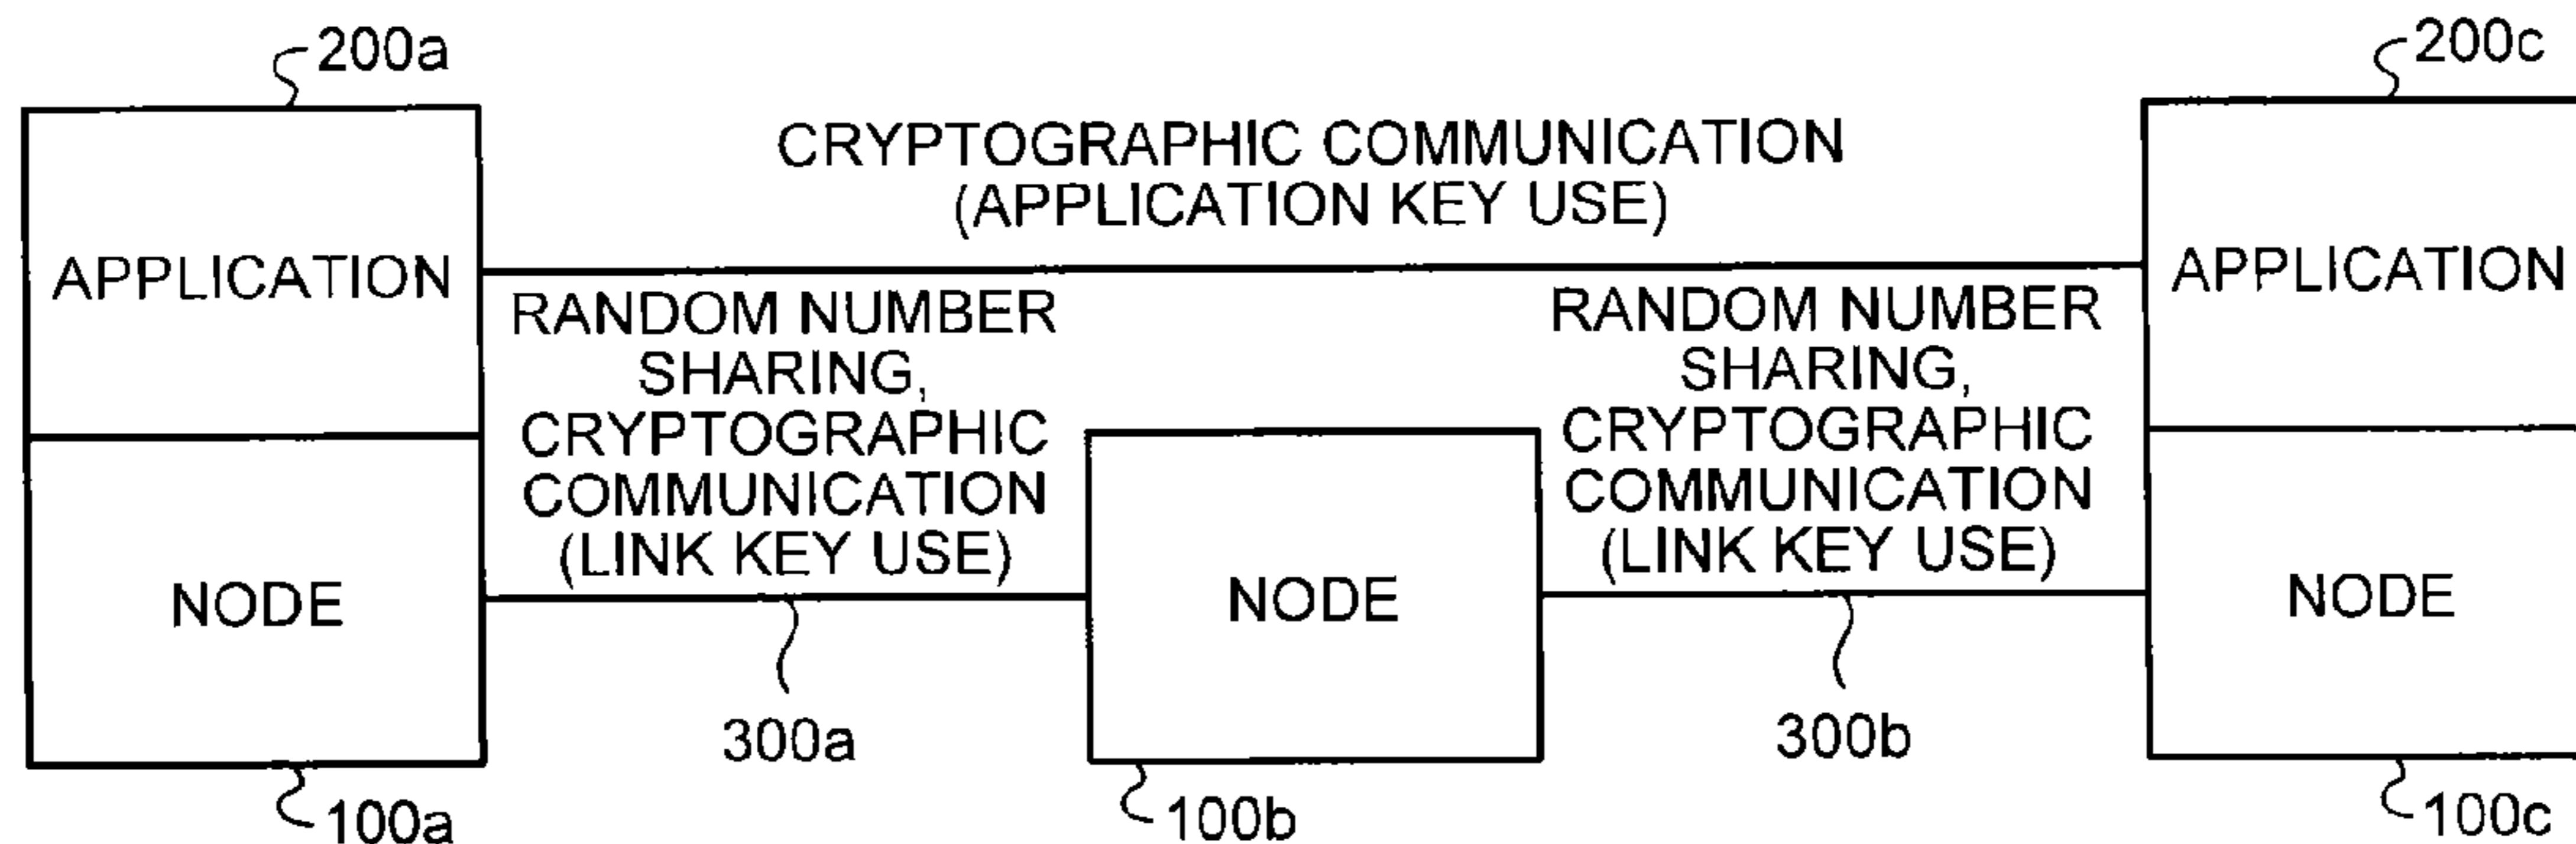 200a
200c
CRYPTOGRAPHIC COMMUNICATION
(APPLICATION KEY USE)
APPLICATION
APPLICATION
RANDOM NUMBER
SHARING,
CRYPTOGRAPHIC
COMMUNICATION
(LINK KEY USE)
RANDOM NUMBER
SHARING,
CRYPTOGRAPHIC
COMMUNICATION
(LINK KEY USE)
NODE
NODE
NODE
300a
300b
100a
100b
100c